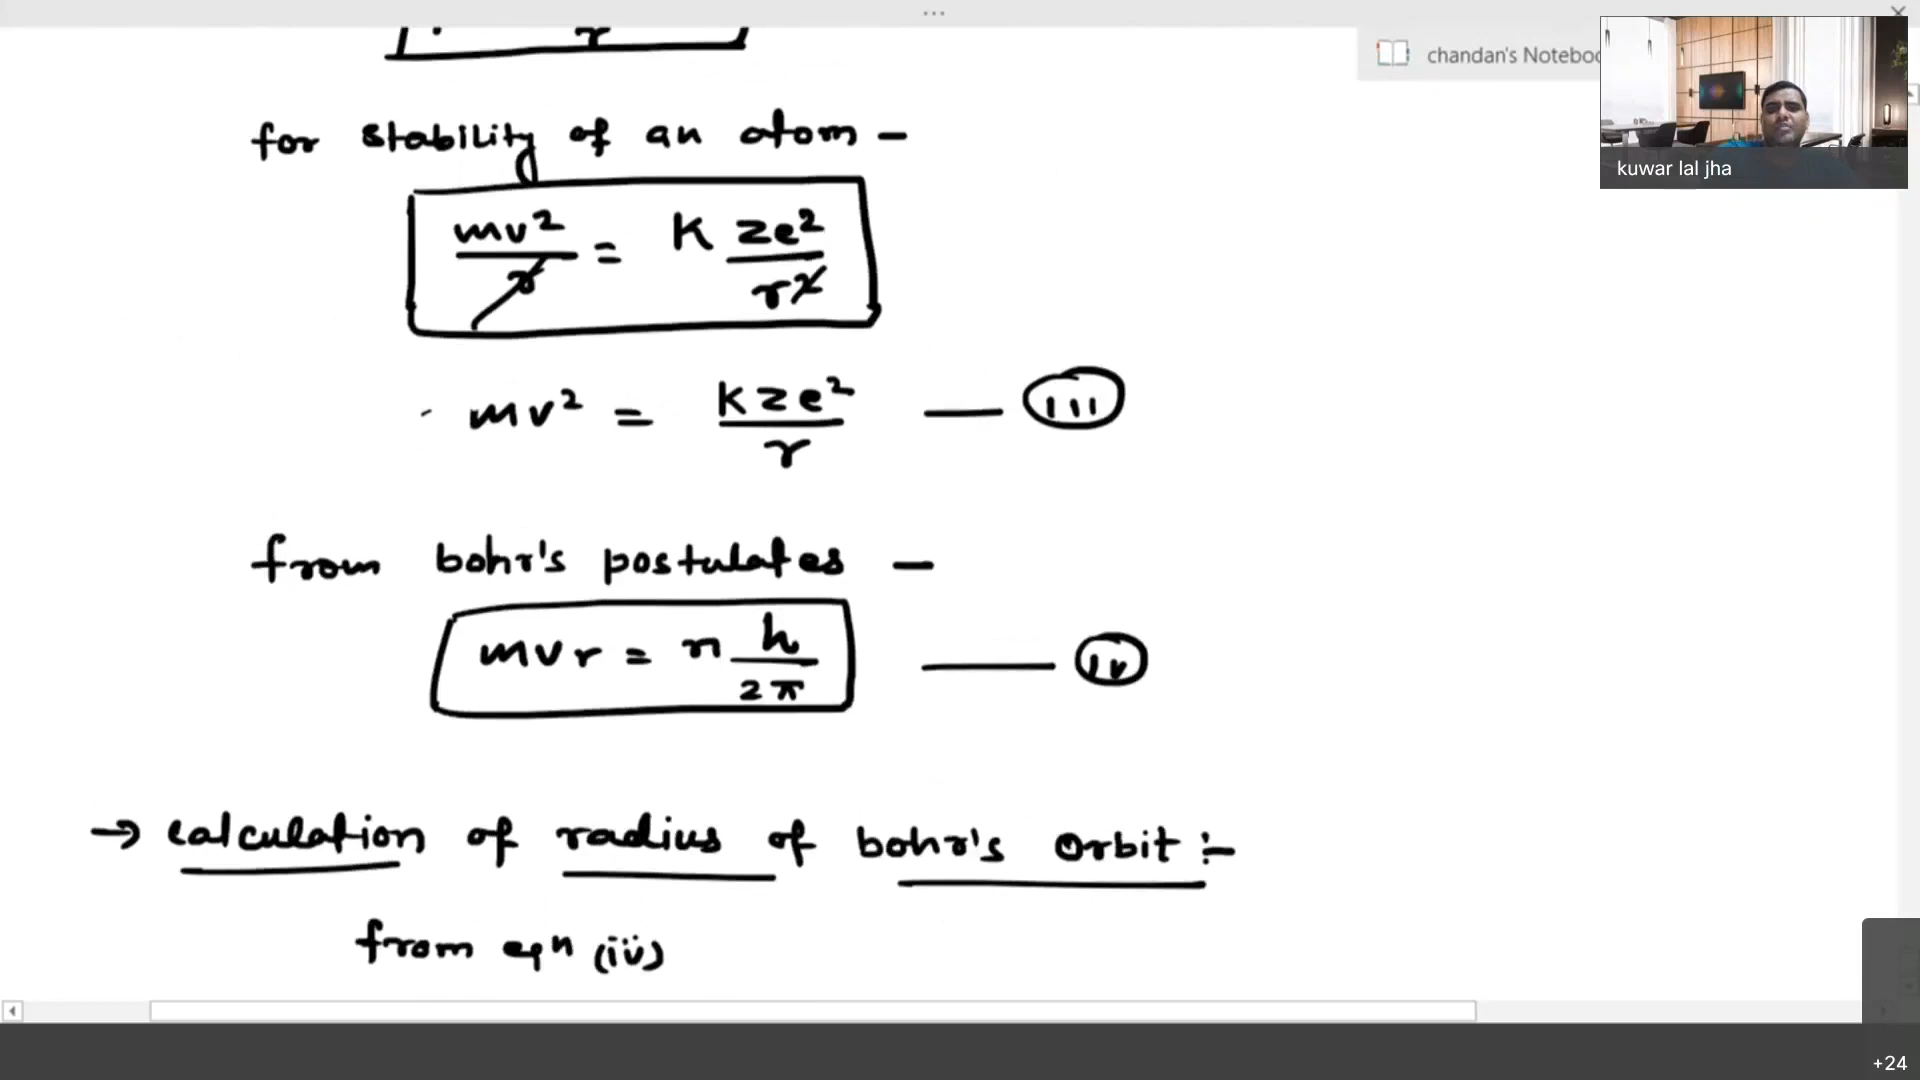 ...
r
chandan's Notebo
kuwar lal jha
for stability of an atom –
mv²/r = K ze²/r²
mv² = Kze²/r — (iii)
from bohr's postulates –
mvr = n h/2π — (iv)
→ calculation of radius of bohr's orbit :-
from eqⁿ (iv)
+24